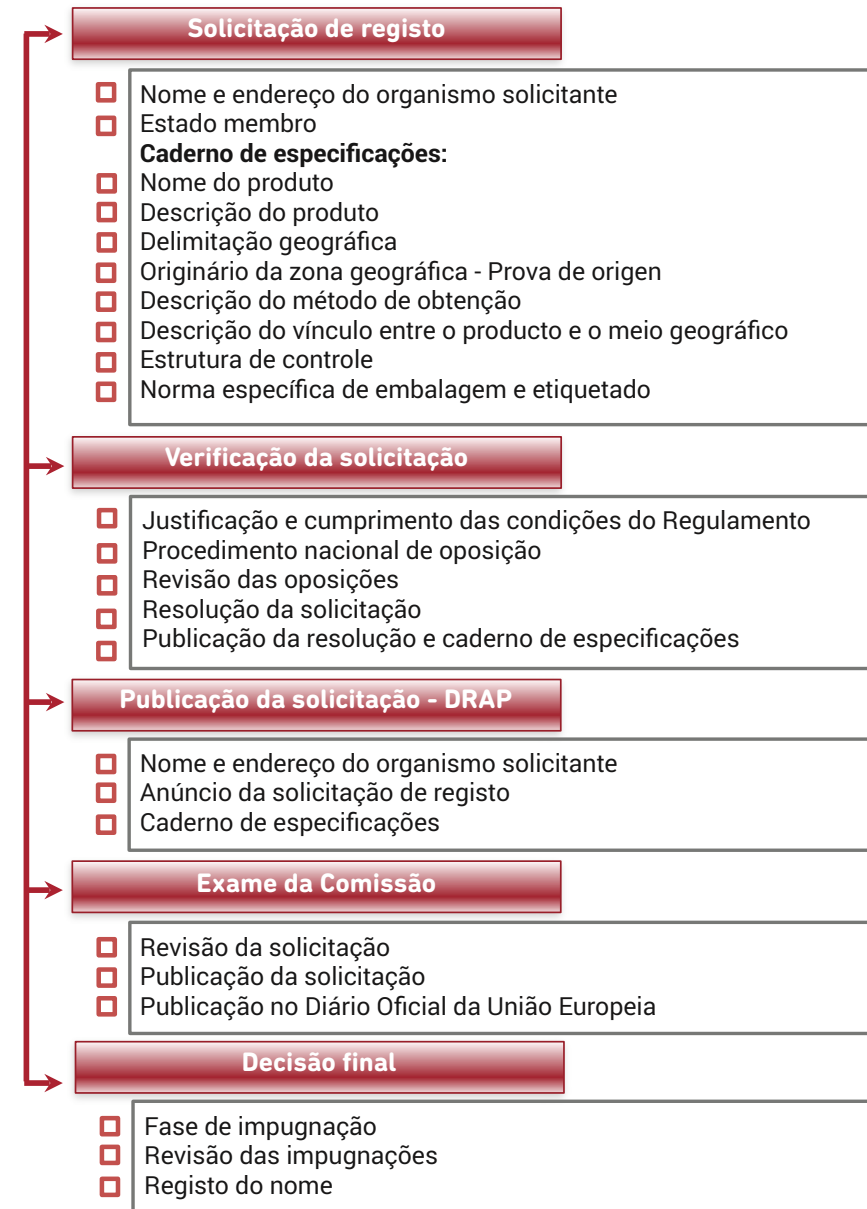 Solicitação de registo
Nome e endereço do organismo solicitante
Estado membro
Caderno de especificações:
Nome do produto
Descrição do produto
Delimitação geográfica
Originário da zona geográfica - Prova de origen
Descrição do método de obtenção
Descrição do vínculo entre o producto e o meio geográfico
Estrutura de controle
Norma específica de embalagem e etiquetado
Verificação da solicitação
Justificação e cumprimento das condições do Regulamento
Procedimento nacional de oposição
Revisão das oposições
Resolução da solicitação
Publicação da resolução e caderno de especificações
Publicação da solicitação - DRAP
Nome e endereço do organismo solicitante
Anúncio da solicitação de registo
Caderno de especificações
Exame da Comissão
Revisão da solicitação
Publicação da solicitação
Publicação no Diário Oficial da União Europeia
Decisão final
Fase de impugnação
Revisão das impugnações
Registo do nome